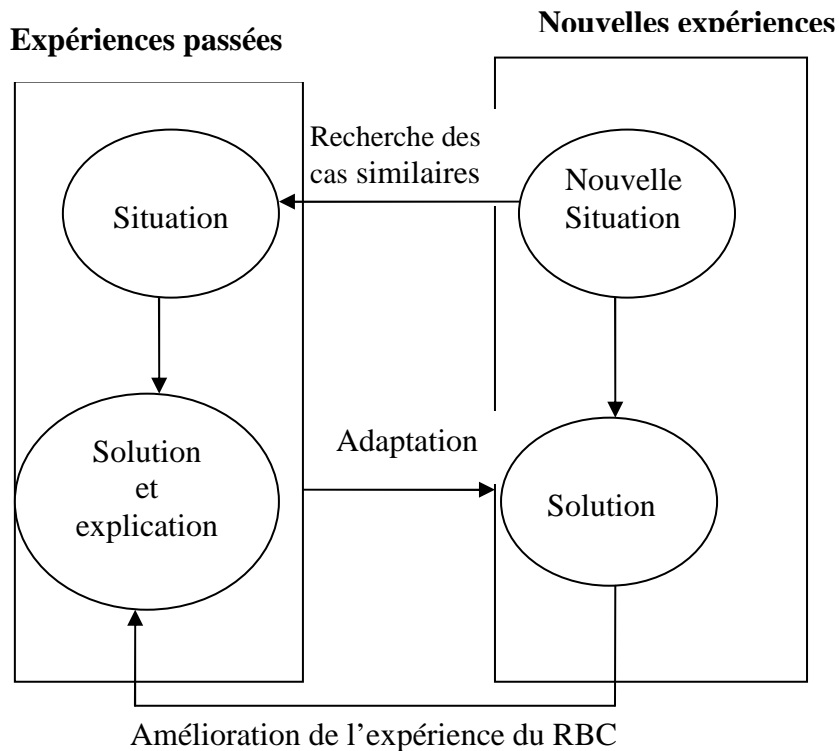 Expériences passées
Nouvelles expériences
Recherche des
cas similaires
Situation
Nouvelle
Situation
Solution
et
explication
Adaptation
Solution
Amélioration de l'expérience du RBC